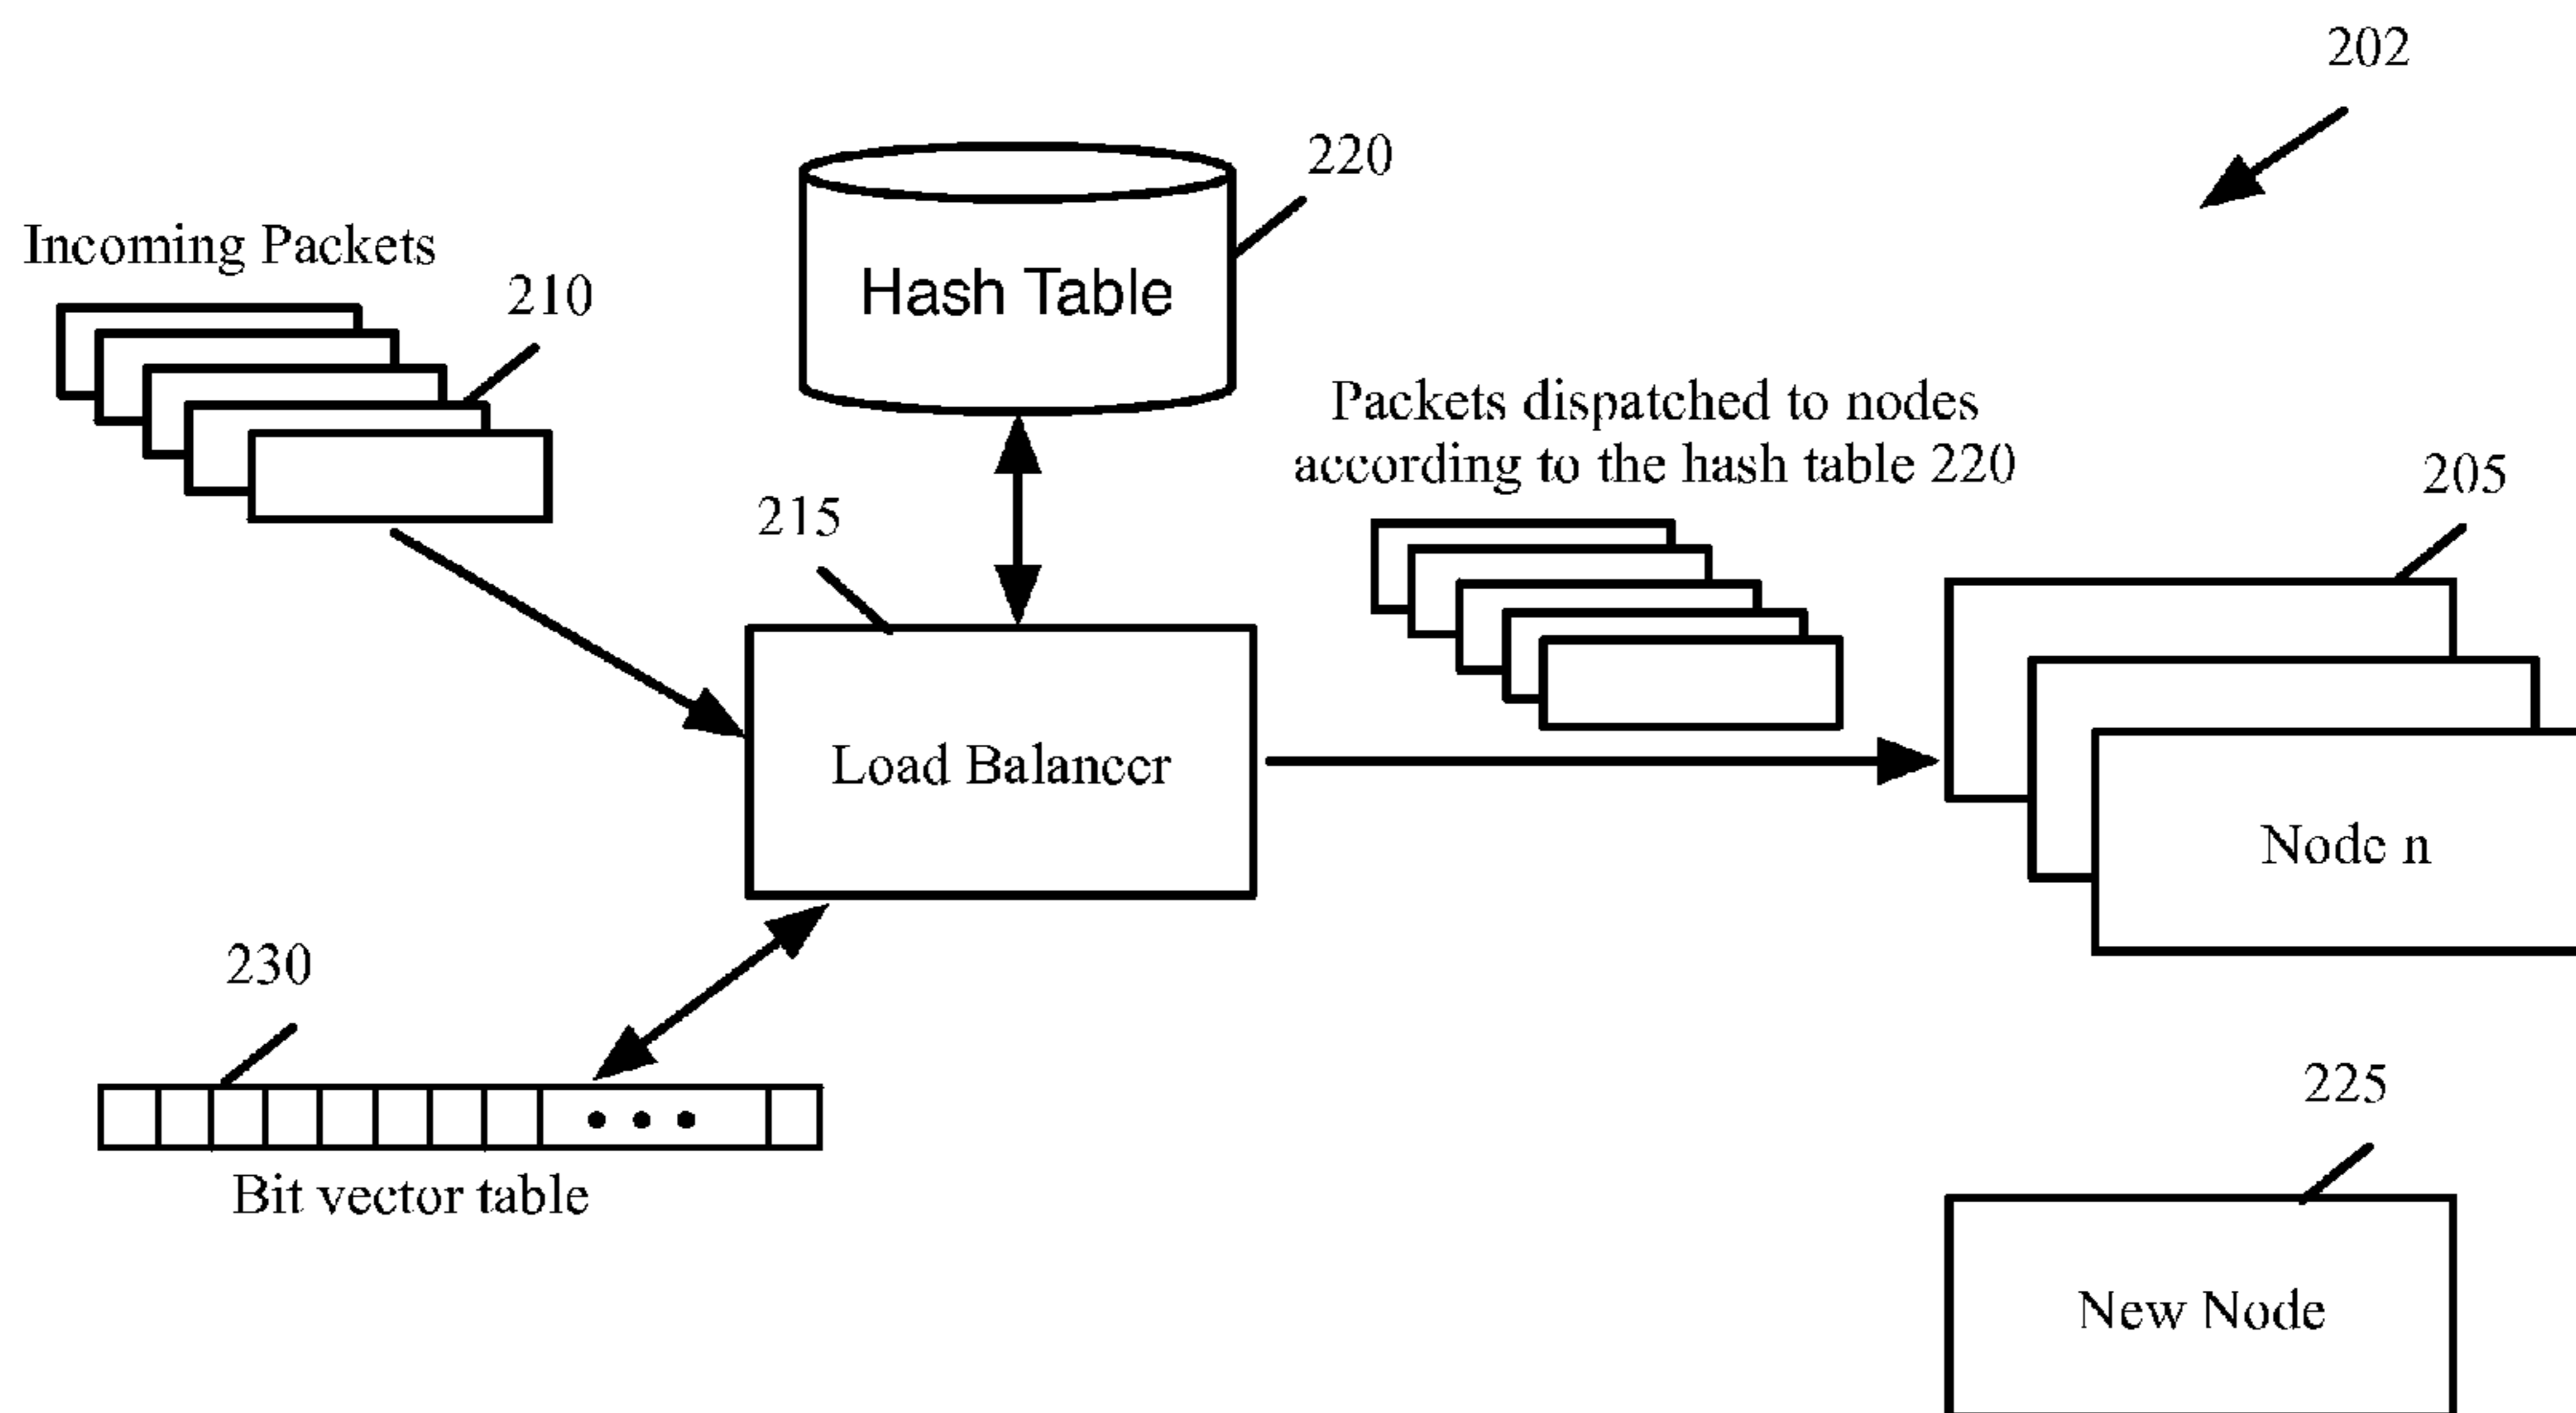 202
220
Incoming Packets
210
Hash Table
Packets dispatched to nodes
according to the hash table 220
205
215
Load Balancer
Node n
230
225
Bit vector table
New Node